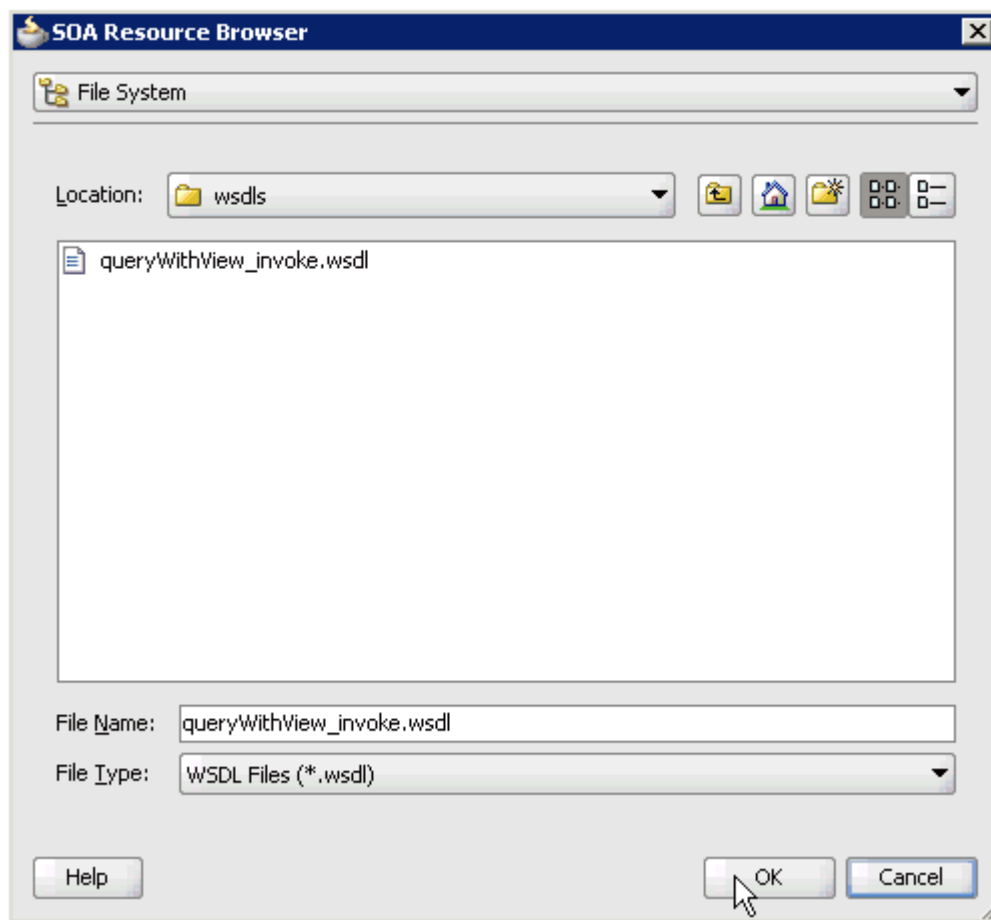 SOA Resource Browser
File System
Location: wsdls
queryWithView_invoke.wsdl
File Name: queryWithView_invoke.wsdl
File Type: WSDL Files (*.wsdl)
Help OK Cancel